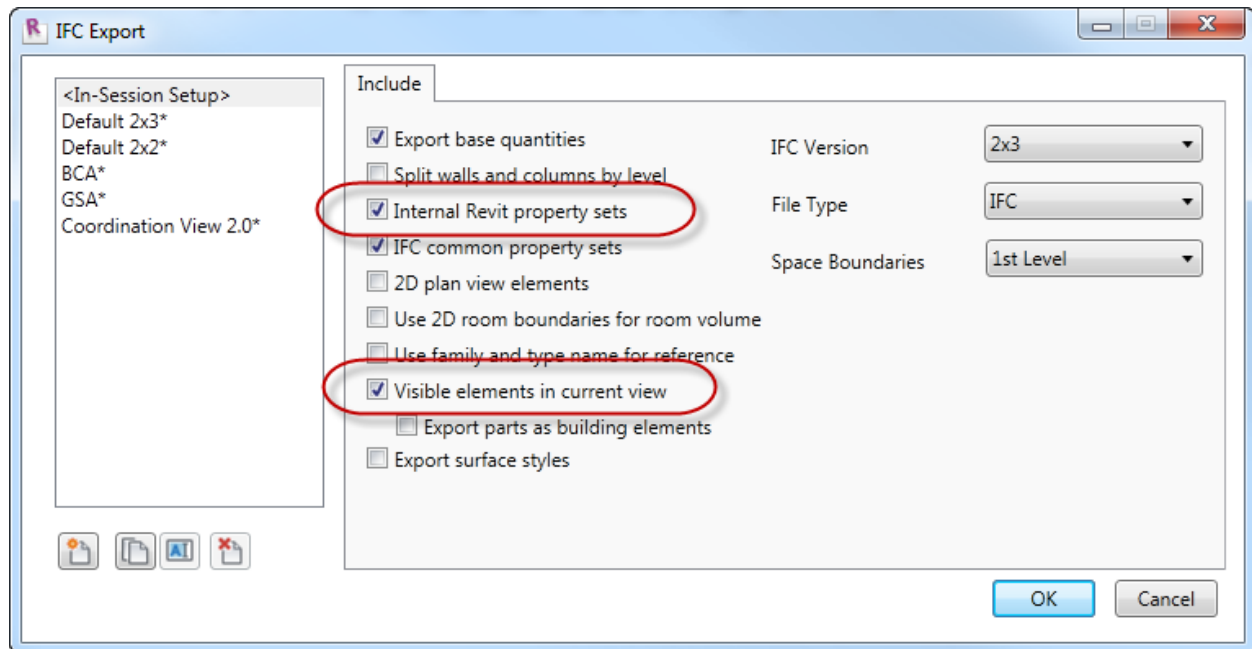 IFC Export
<In-Session Setup>
Default 2x3*
Default 2x2*
BCA*
GSA*
Coordination View 2.0*
Include
Export base quantities
Split walls and columns by level
Internal Revit property sets
IFC common property sets
2D plan view elements
Use 2D room boundaries for room volume
Use family and type name for reference
Visible elements in current view
Export parts as building elements
Export surface styles
IFC Version
2x3
File Type
IFC
Space Boundaries
1st Level
OK
Cancel